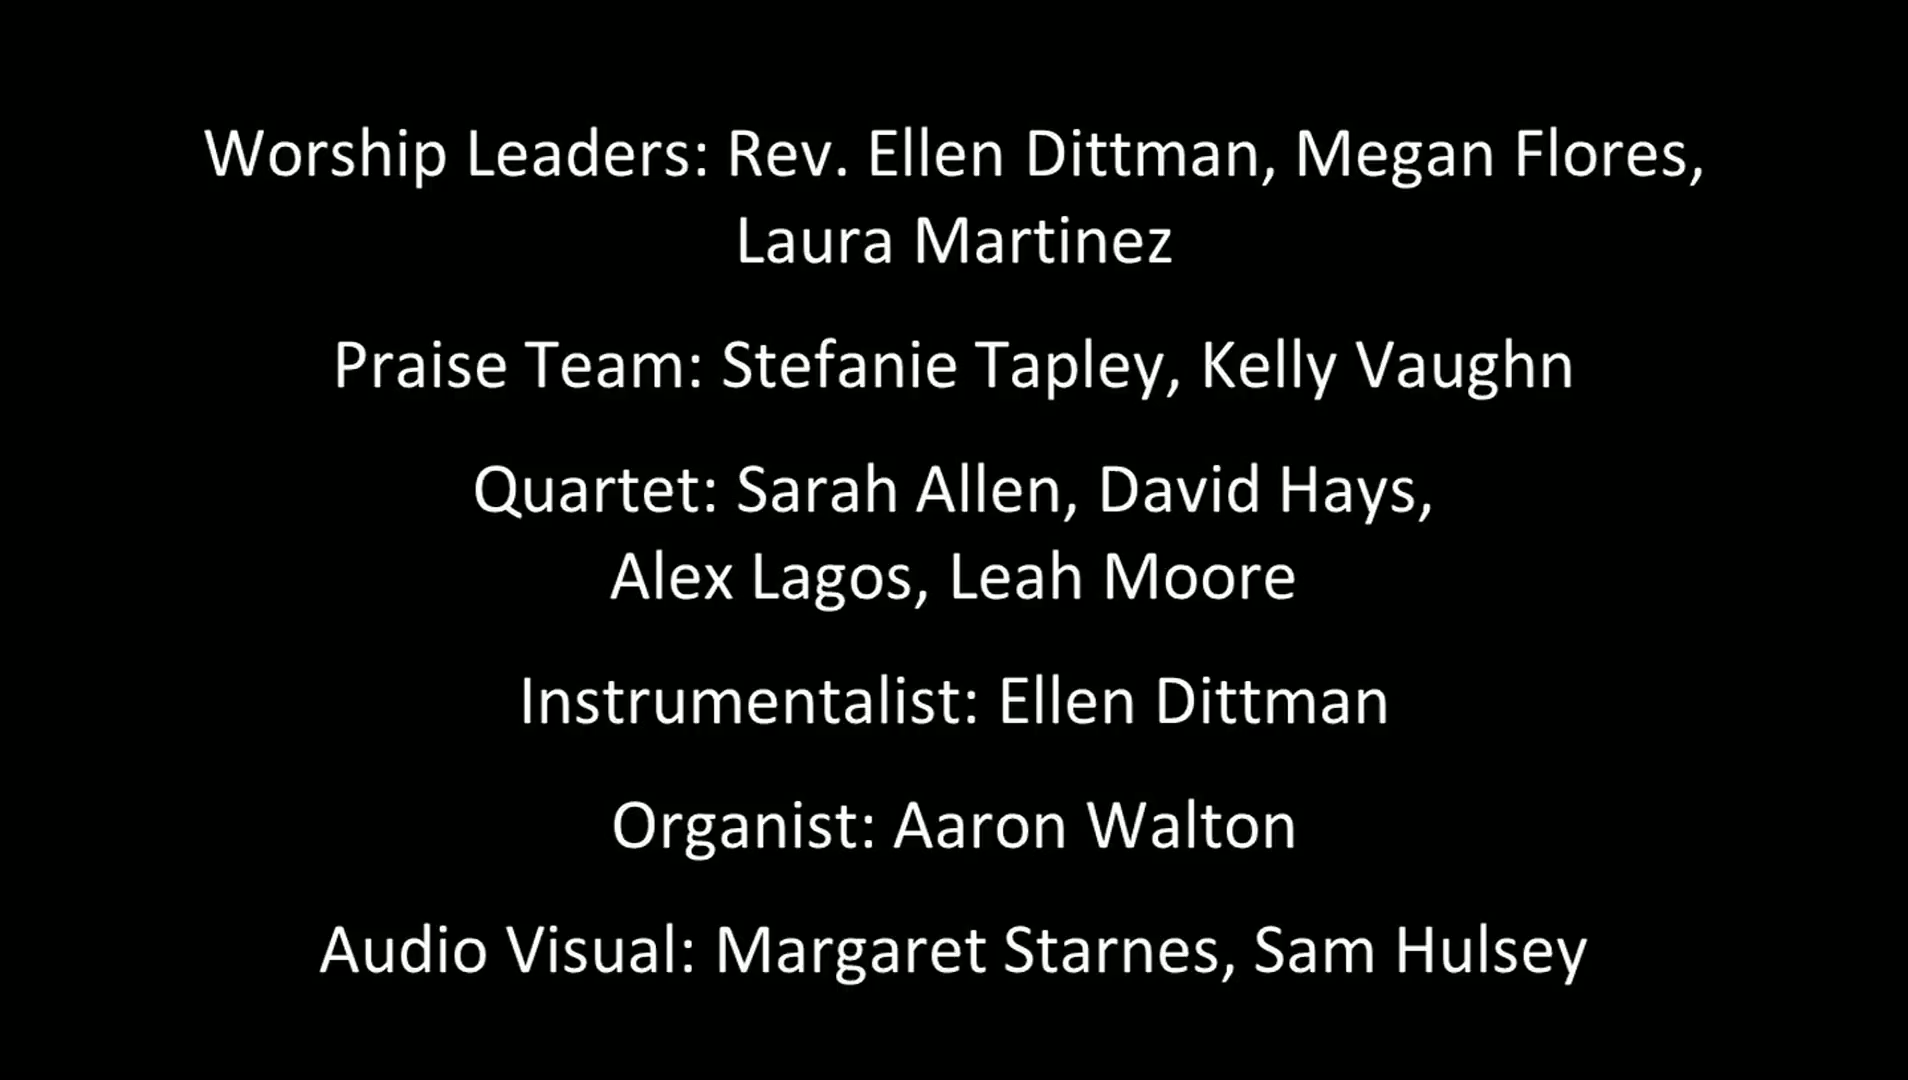 Worship Leaders: Rev. Ellen Dittman, Megan Flores,
Laura Martinez
Praise Team: Stefanie Tapley, Kelly Vaughn
Quartet: Sarah Allen, David Hays,
Alex Lagos, Leah Moore
Instrumentalist: Ellen Dittman
Organist: Aaron Walton
Audio Visual: Margaret Starnes, Sam Hulsey